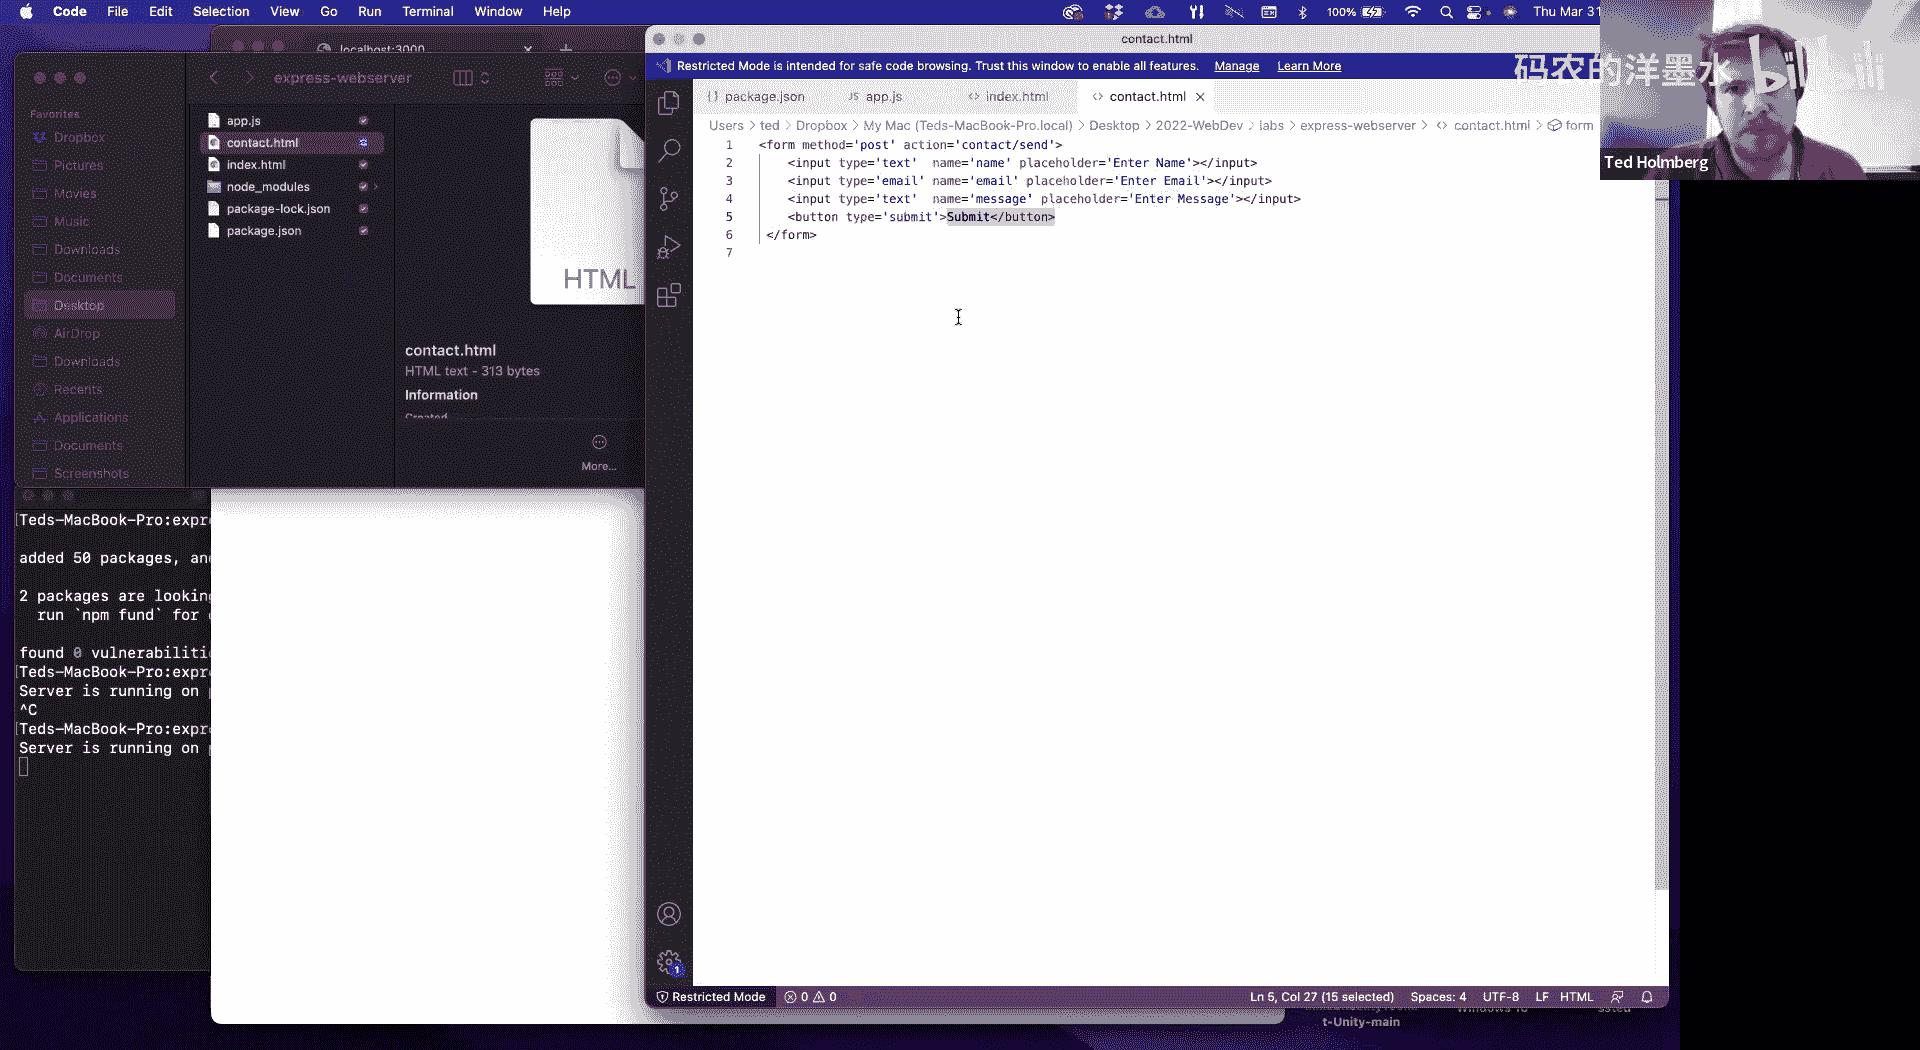 Code File Edit Selection View Go Run Terminal Window Help
100%
Thu Mar 31
码农的洋墨水 bilibili
Ted Holmberg
localhost:3000
express-webserver
Favorites
Dropbox
Pictures
Movies
Music
Downloads
Documents
Desktop
AirDrop
Downloads
Recents
Applications
Documents
Screenshots
app.js
contact.html
index.html
node_modules
package-lock.json
package.json
HTML
contact.html
HTML text - 313 bytes
Information
Created
More...
Teds-MacBook-Pro:expre
added 50 packages, and
2 packages are looking
run `npm fund` for
found 0 vulnerabilitie
Teds-MacBook-Pro:expre
Server is running on
^C
Teds-MacBook-Pro:expre
Server is running on
contact.html
Restricted Mode is intended for safe code browsing. Trust this window to enable all features. Manage Learn More
{} package.json JS app.js <> index.html <> contact.html ×
Users > ted > Dropbox > My Mac (Teds-MacBook-Pro.local) > Desktop > 2022-WebDev > labs > express-webserver > <> contact.html > form
1 <form method='post' action='contact/send'>
2 <input type='text' name='name' placeholder='Enter Name'></input>
3 <input type='email' name='email' placeholder='Enter Email'></input>
4 <input type='text' name='message' placeholder='Enter Message'></input>
5 <button type='submit'>Submit</button>
6 </form>
7
1
Restricted Mode 0 0 Ln 5, Col 27 (15 selected) Spaces: 4 UTF-8 LF HTML
t-Unity-main